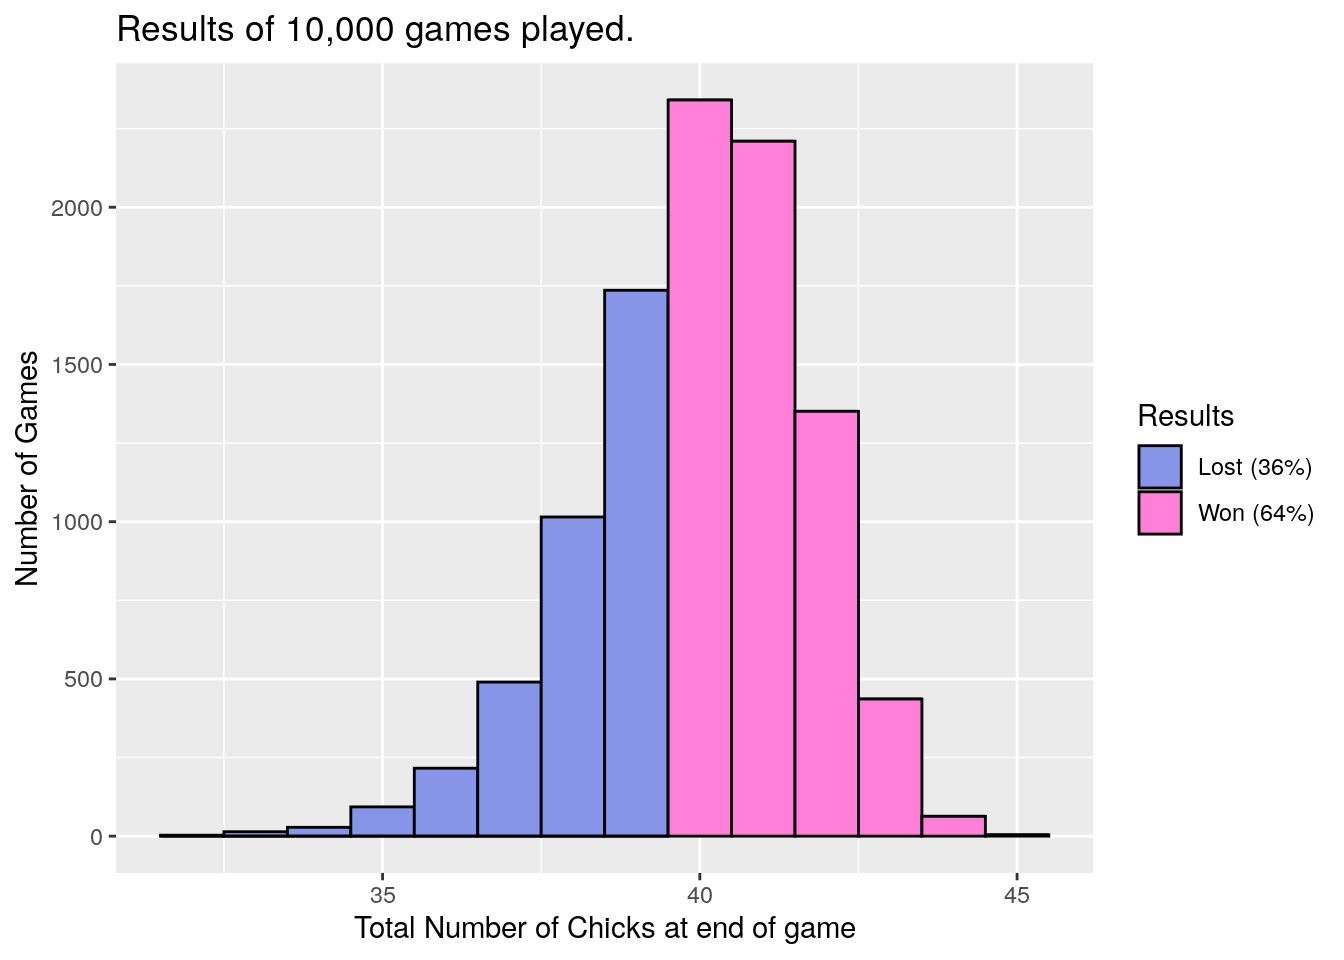 Results of 10,000 games played.
Number of Games
2000
1500
1000
500
0
35
40
45
Total Number of Chicks at end of game
Results
Lost (36%)
Won (64%)